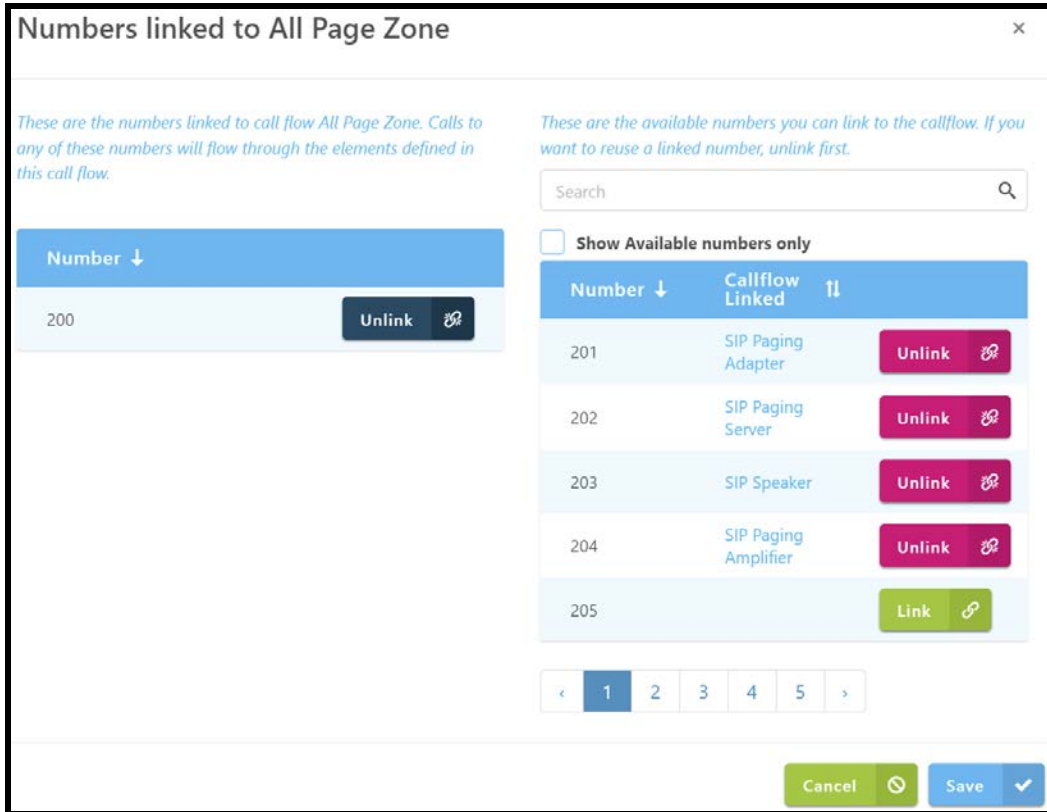 Numbers linked to All Page Zone
×
These are the numbers linked to call flow All Page Zone. Calls to
any of these numbers will flow through the elements defined in
this call flow.
Number ↓
200 Unlink
These are the available numbers you can link to the callflow. If you
want to reuse a linked number, unlink first.
Search
Show Available numbers only
Number ↓ Callflow
Linked
201 SIP Paging
Adapter Unlink
202 SIP Paging
Server Unlink
203 SIP Speaker Unlink
204 SIP Paging
Amplifier Unlink
205 Link
‹ 1 2 3 4 5 ›
Cancel Save